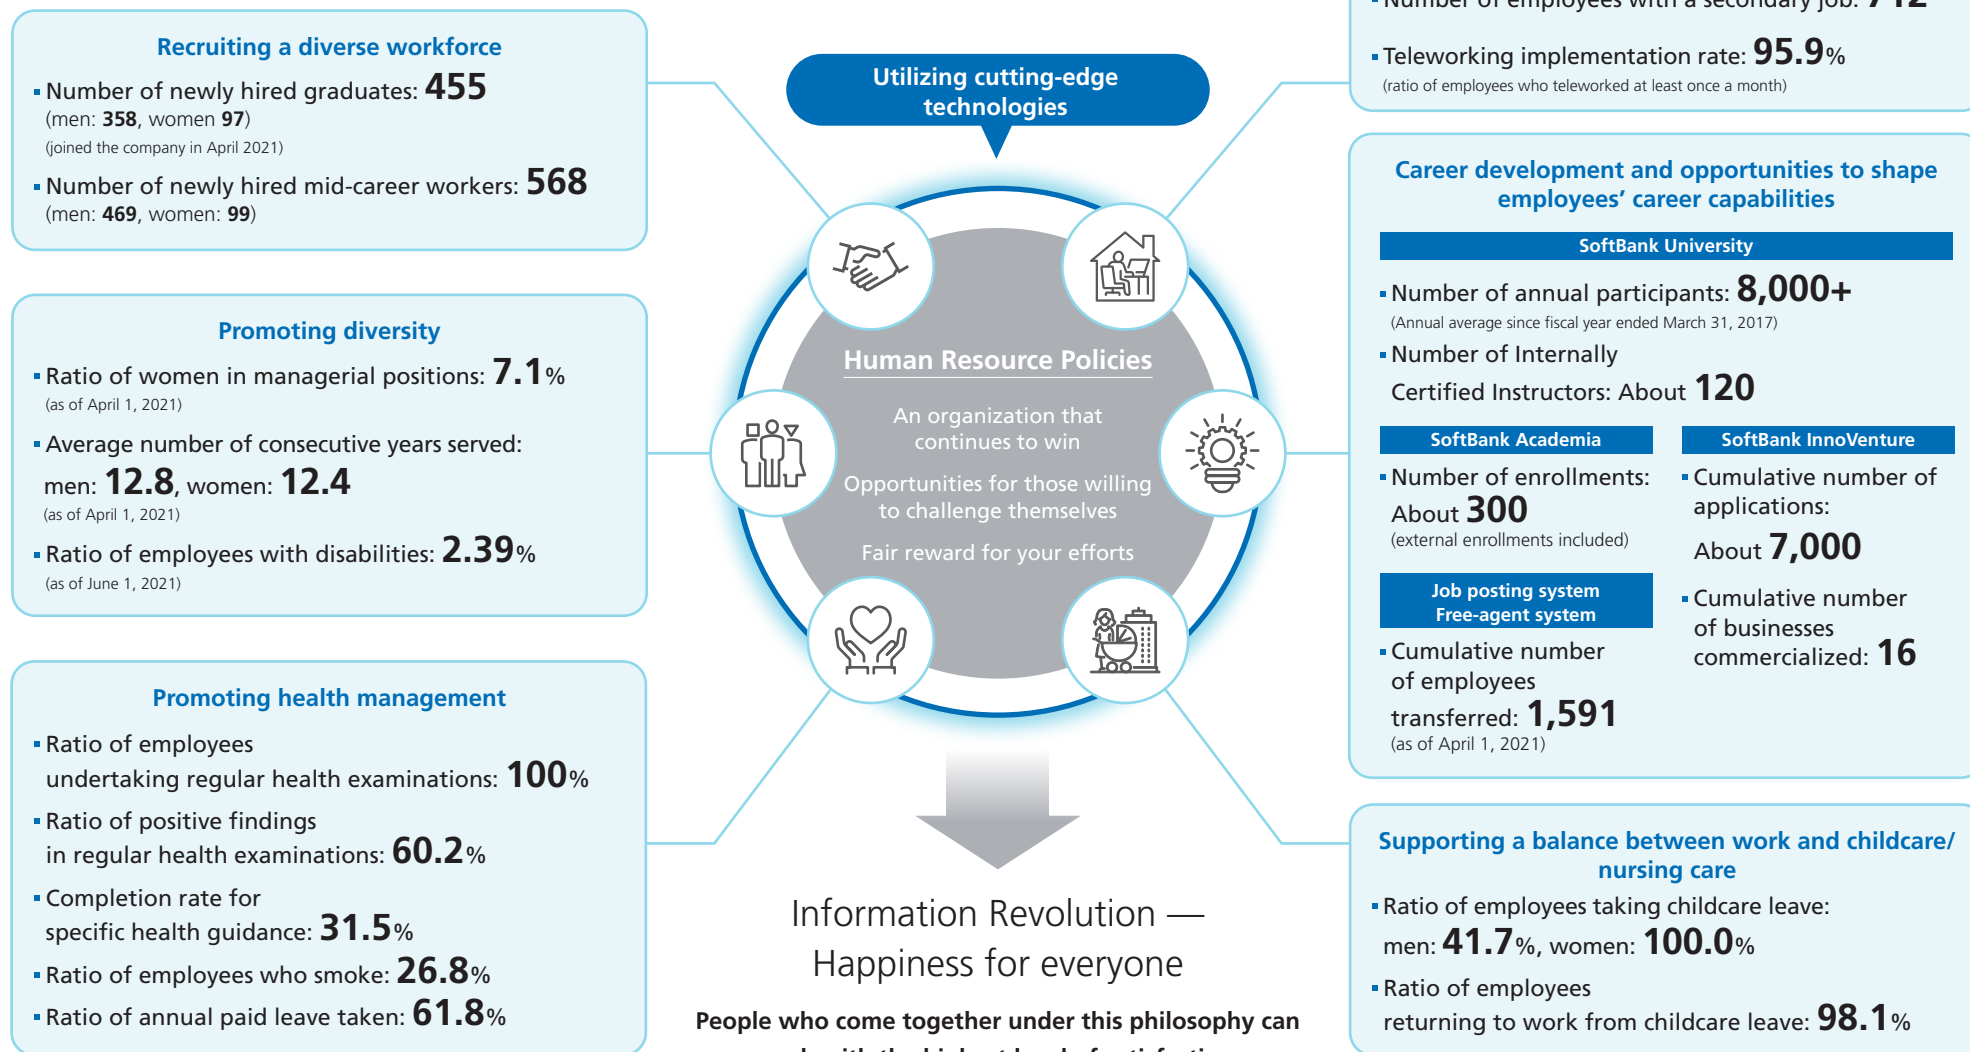 Recruiting a diverse workforce
Number of newly hired graduates: 455
(men: 358, women 97)
(joined the company in April 2021)
Number of newly hired mid-career workers: 568
(men: 469, women: 99)
Promoting diversity
Ratio of women in managerial positions: 7.1%
(as of April 1, 2021)
Average number of consecutive years served:
men: 12.8, women: 12.4
(as of April 1, 2021)
Ratio of employees with disabilities: 2.39%
(as of June 1, 2021)
Promoting health management
Ratio of employees
undertaking regular health examinations: 100%
Ratio of positive findings
in regular health examinations: 60.2%
Completion rate for
specific health guidance: 31.5%
Ratio of employees who smoke: 26.8%
Ratio of annual paid leave taken: 61.8%
Utilizing cutting-edge
technologies
Human Resource Policies
An organization that
continues to win
Opportunities for those willing
to challenge themselves
Fair reward for your efforts
Information Revolution —
Happiness for everyone
People who come together under this philosophy can
with the highest level of
Number of employees with a secondary job: 712
Teleworking implementation rate: 95.9%
(ratio of employees who teleworked at least once a month)
Career development and opportunities to shape
employees’ career capabilities
SoftBank University
Number of annual participants: 8,000+
(Annual average since fiscal year ended March 31, 2017)
Number of Internally
Certified Instructors: About 120
SoftBank Academia
Number of enrollments:
About 300
(external enrollments included)
Job posting system
Free-agent system
Cumulative number
of employees
transferred: 1,591
(as of April 1, 2021)
SoftBank InnoVenture
Cumulative number of
applications:
About 7,000
Cumulative number
of businesses
commercialized: 16
Supporting a balance between work and childcare/
nursing care
Ratio of employees taking childcare leave:
men: 41.7%, women: 100.0%
Ratio of employees
returning to work from childcare leave: 98.1%